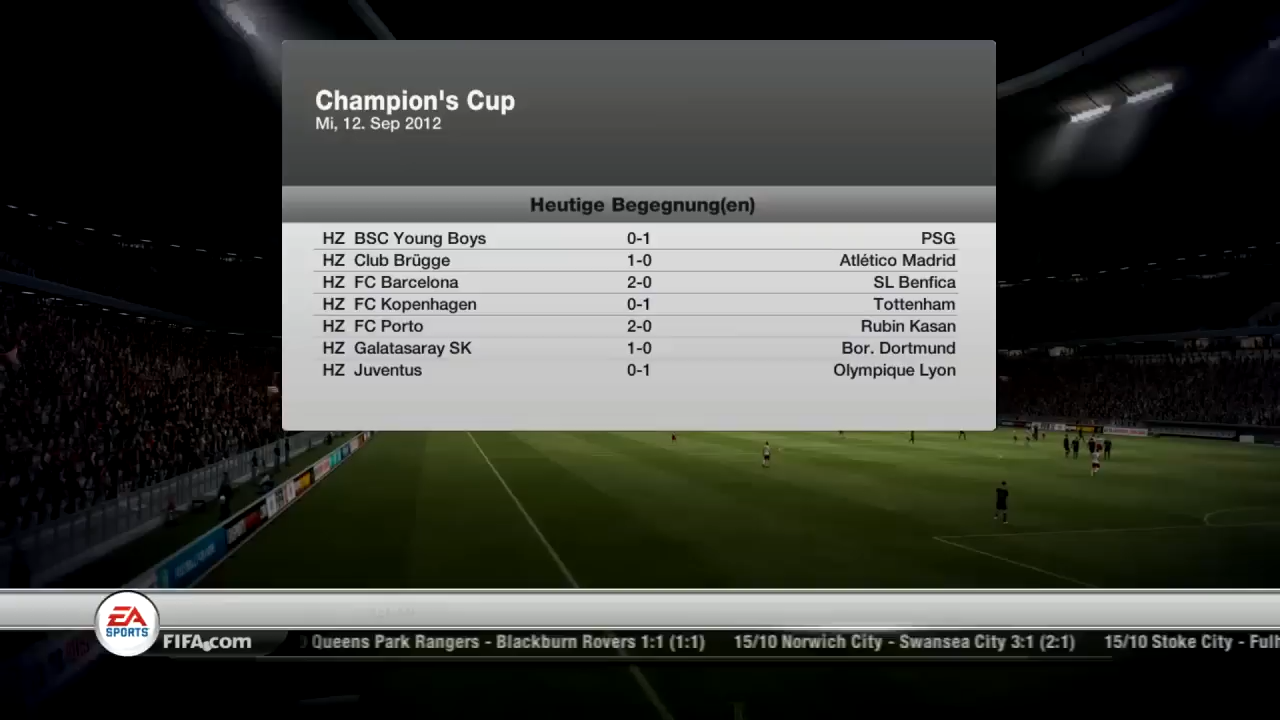 Champion's Cup
Mi, 12. Sep 2012
Heutige Begegnung(en)
HZ BSC Young Boys 0-1 PSG
HZ Club Brügge 1-0 Atlético Madrid
HZ FC Barcelona 2-0 SL Benfica
HZ FC Kopenhagen 0-1 Tottenham
HZ FC Porto 2-0 Rubin Kasan
HZ Galatasaray SK 1-0 Bor. Dortmund
HZ Juventus 0-1 Olympique Lyon
EA SPORTS
FIFA.com Queens Park Rangers - Blackburn Rovers 1:1 (1:1) 15/10 Norwich City - Swansea City 3:1 (2:1) 15/10 Stoke City - Fulh